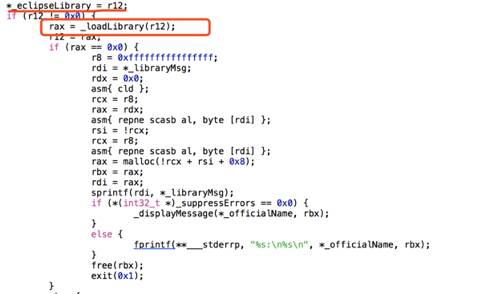 *_eclipseLibrary = r12;
if (r12 != 0x0) {
rax = _loadLibrary(r12);
r12 = rax;
if (rax == 0x0) {
r8 = 0xffffffffffffffff;
rdi = *_libraryMsg;
rdx = 0x0;
asm{ cld };
rcx = r8;
rax = rdx;
asm{ repne scasb al, byte [rdi] };
rsi = !rcx;
rcx = r8;
asm{ repne scasb al, byte [rdi] };
rax = malloc(!rcx + rsi + 0x8);
rbx = rax;
rdi = rax;
sprintf(rdi, *_libraryMsg);
if (*(int32_t *)_suppressErrors == 0x0) {
_displayMessage(*_officialName, rbx);
}
else {
fprintf(**___stderrp, "%s:\n%s\n", *_officialName, rbx);
}
free(rbx);
exit(0x1);
}